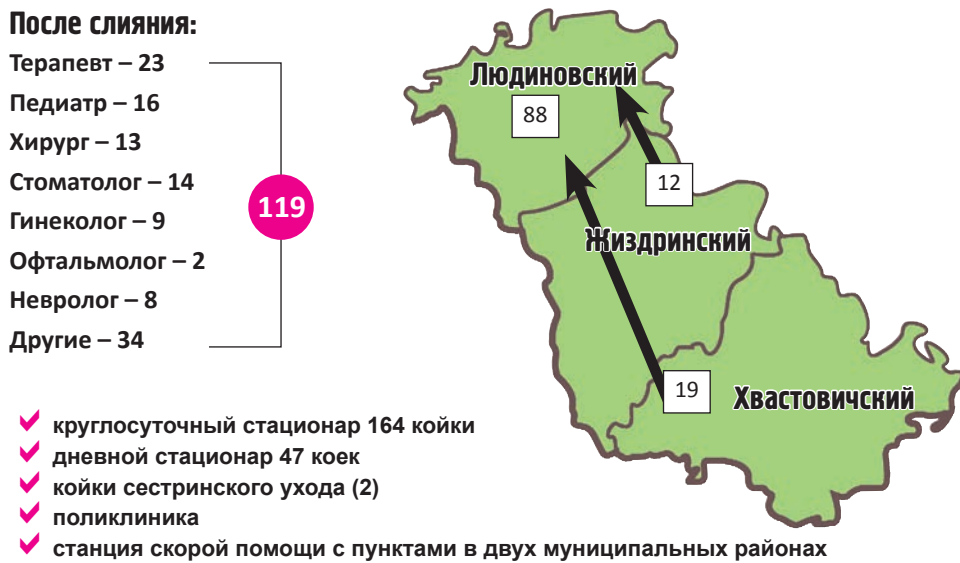 После слияния:
Терапевт – 23
Педиатр – 16
Хирург – 13
Стоматолог – 14
Гинеколог – 9
Офтальмолог – 2
Невролог – 8
Другие – 34
119
Людиновский
88
12
Жиздринский
19
Хвастовичский
круглосуточный стационар 164 койки
дневной стационар 47 коек
койки сестринского ухода (2)
поликлиника
станция скорой помощи с пунктами в двух муниципальных районах